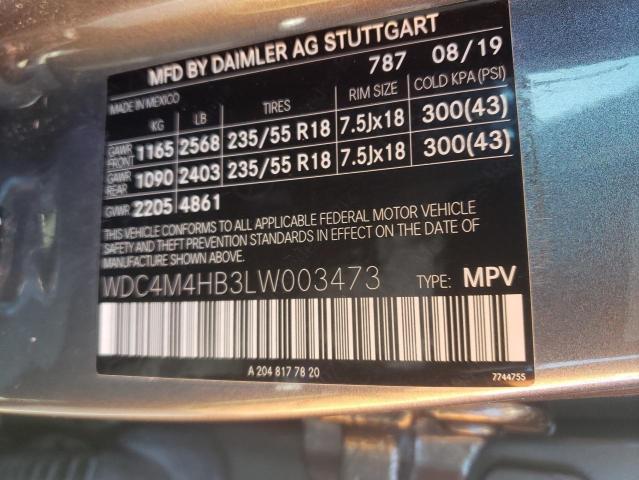 MFD BY DAIMLER AG STUTTGART
787 08/19
MADE IN MEXICO
KG LB TIRES RIM SIZE COLD KPA (PSI)
GAWR FRONT 1165 2568 235/55 R18 7.5Jx18 300(43)
GAWR REAR 1090 2403 235/55 R18 7.5Jx18 300(43)
GVWR 2205 4861
THIS VEHICLE CONFORMS TO ALL APPLICABLE FEDERAL MOTOR VEHICLE
SAFETY AND THEFT PREVENTION STANDARDS IN EFFECT ON THE DATE OF
MANUFACTURE SHOWN ABOVE.
WDC4M4HB3LW003473 TYPE: MPV
A 204 817 78 20
7744755